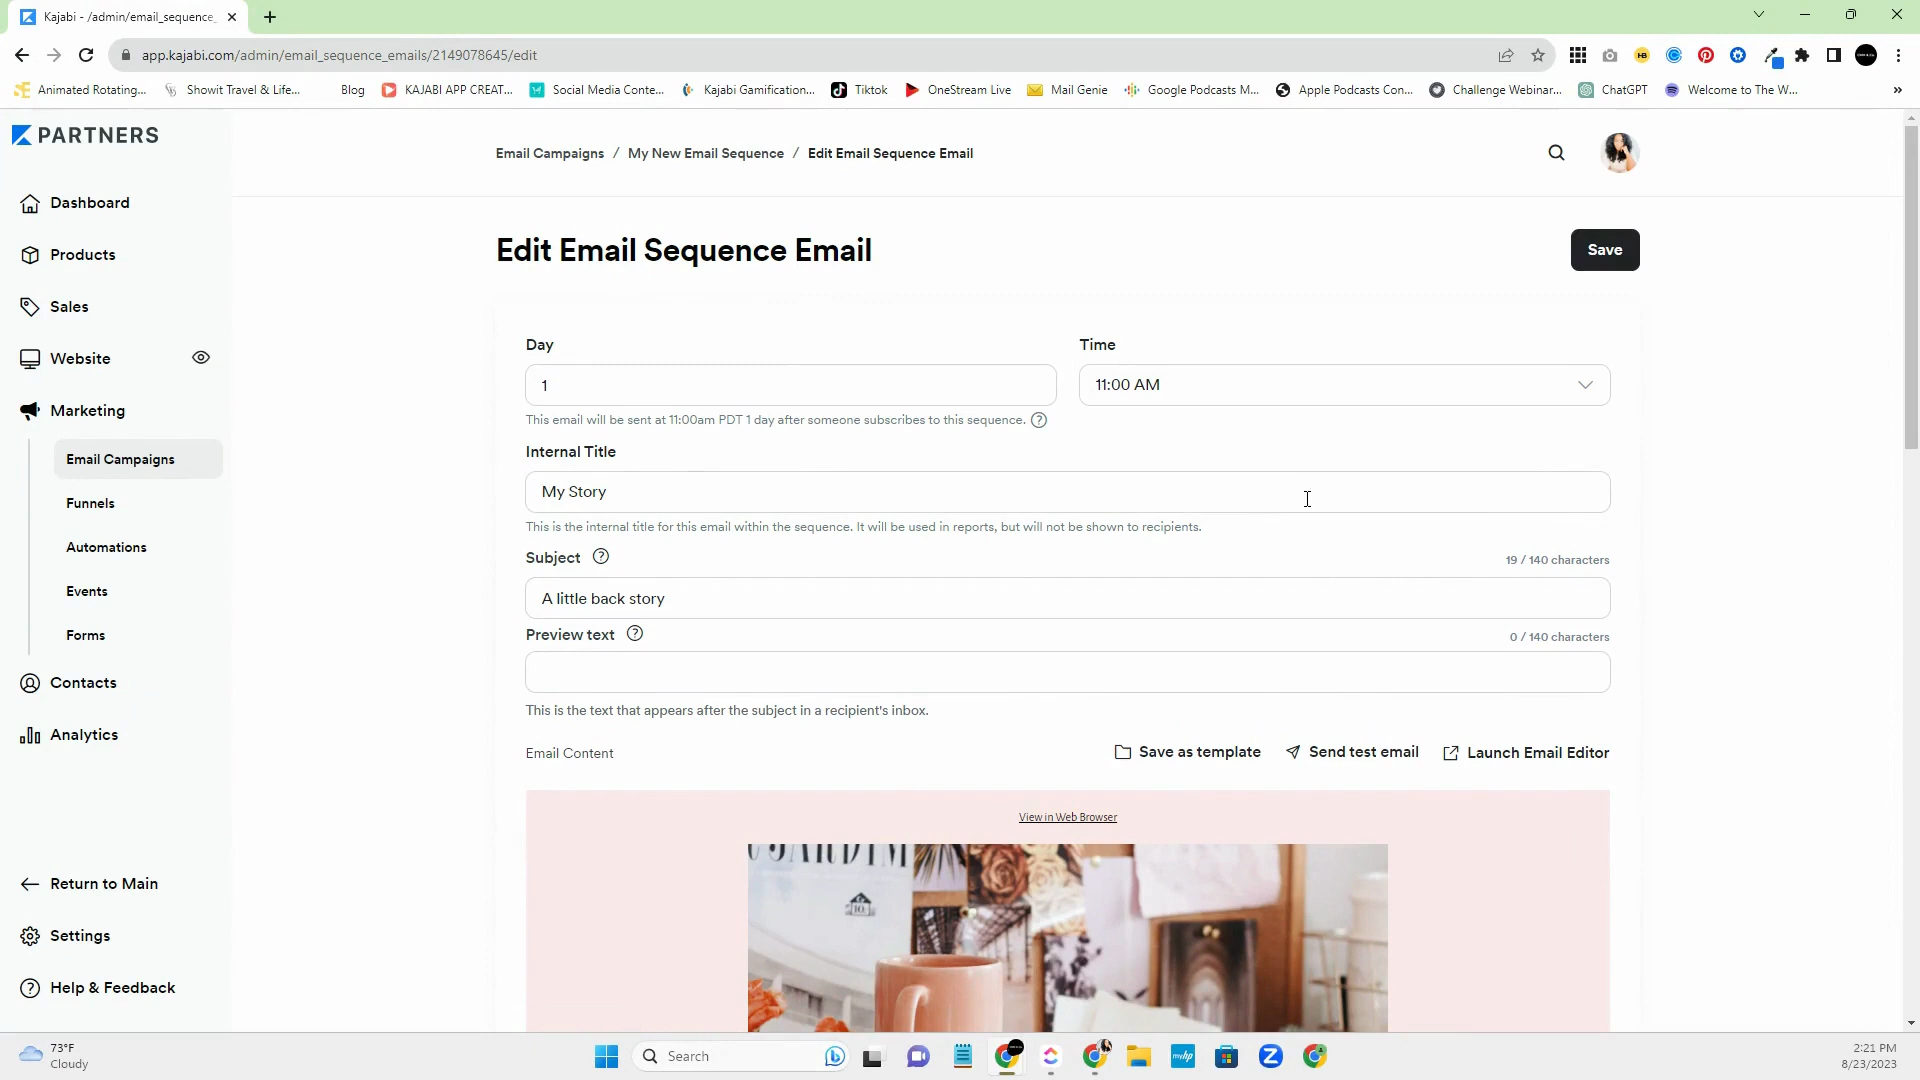 Kajabi - /admin/email_sequence_
app.kajabi.com/admin/email_sequence_emails/2149078645/edit
Animated Rotating... Showit Travel & Life... Blog KAJABI APP CREAT... Social Media Conte... Kajabi Gamification... Tiktok OneStream Live Mail Genie Google Podcasts M... Apple Podcasts Con... Challenge Webinar... ChatGPT Welcome to The W... »
PARTNERS
Email Campaigns / My New Email Sequence / Edit Email Sequence Email
Dashboard
Products
Sales
Website
Marketing
Email Campaigns
Funnels
Automations
Events
Forms
Contacts
Analytics
Return to Main
Settings
Help & Feedback
Edit Email Sequence Email
Save
Day
Time
1
11:00 AM
This email will be sent at 11:00am PDT 1 day after someone subscribes to this sequence.
Internal Title
My Story
This is the internal title for this email within the sequence. It will be used in reports, but will not be shown to recipients.
Subject
19 / 140 characters
A little back story
Preview text
0 / 140 characters
This is the text that appears after the subject in a recipient's inbox.
Email Content
Save as template
Send test email
Launch Email Editor
View in Web Browser
73°F
Cloudy
Search
2:21 PM
8/23/2023